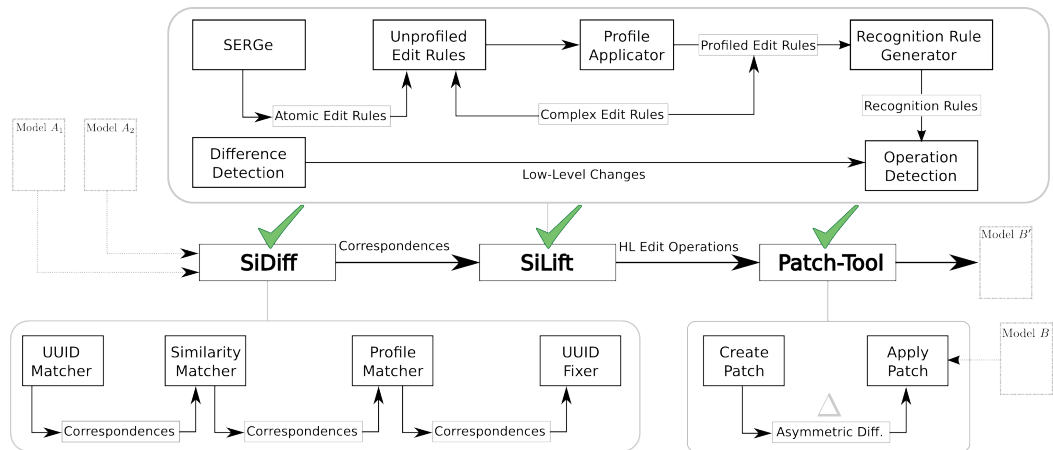 SERGe
Unprofiled
Edit Rules
Profile
Applicator
Profiled Edit Rules
Recognition Rule
Generator
Atomic Edit Rules
Complex Edit Rules
Recognition Rules
Model A₁
Model A₂
Difference
Detection
Low-Level Changes
Operation
Detection
SiDiff
Correspondences
SiLift
HL Edit Operations
Patch-Tool
Model B′
UUID
Matcher
Similarity
Matcher
Profile
Matcher
UUID
Fixer
Correspondences
Correspondences
Correspondences
Create
Patch
Apply
Patch
Model B
Δ
Asymmetric Diff.